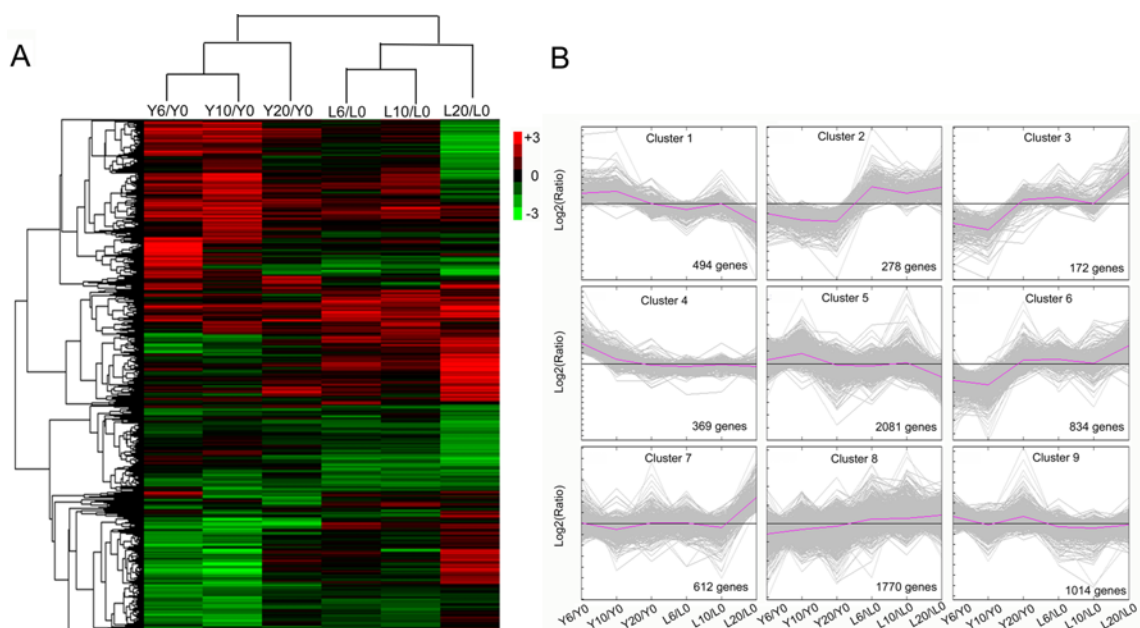 A
Y6/Y0 Y10/Y0 Y20/Y0 L6/L0 L10/L0 L20/L0
+3
0
-3
B
Cluster 1 Cluster 2 Cluster 3
Log2(Ratio)
494 genes 278 genes 172 genes
Cluster 4 Cluster 5 Cluster 6
Log2(Ratio)
369 genes 2081 genes 834 genes
Cluster 7 Cluster 8 Cluster 9
Log2(Ratio)
612 genes 1770 genes 1014 genes
Y6/Y0 Y10/Y0 Y20/Y0 L6/L0 L10/L0 L20/L0 Y6/Y0 Y10/Y0 Y20/Y0 L6/L0 L10/L0 L20/L0 Y6/Y0 Y10/Y0 Y20/Y0 L6/L0 L10/L0 L20/L0